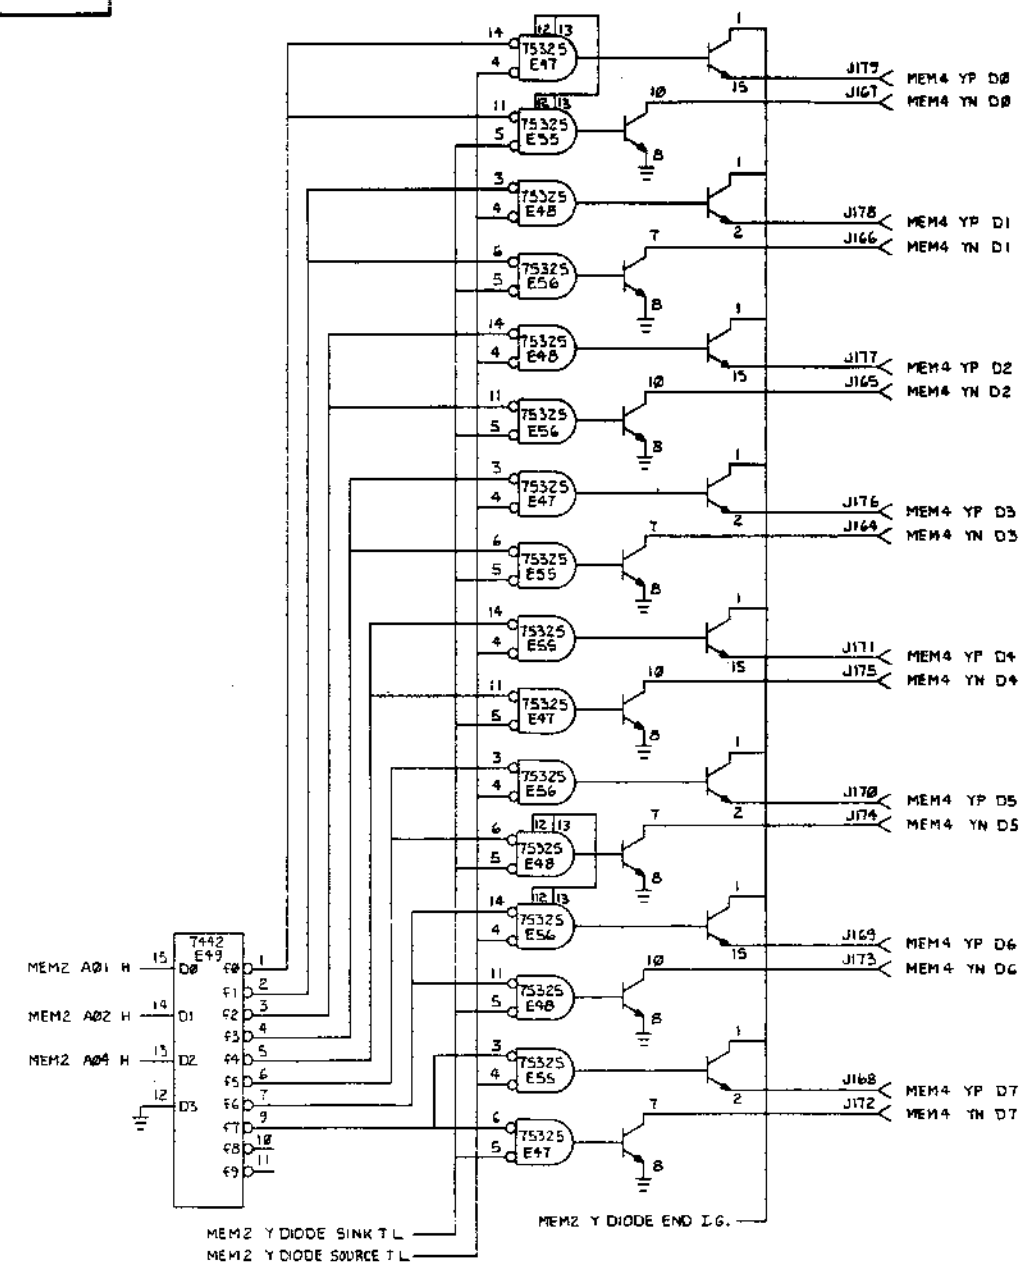 1
12 13
14
75325
E47
4
J179
MEM4 YP DØ
15
10
J167
MEM4 YN DØ
12 13
11
75325
E55
5
8
1
3
75325
E48
4
J178
MEM4 YP D1
2
7
J166
MEM4 YN D1
6
75325
E56
5
8
1
14
75325
E48
4
J177
MEM4 YP D2
15
10
J165
MEM4 YN D2
11
75325
E56
5
8
1
3
75325
E47
4
J176
MEM4 YP D3
2
7
J164
MEM4 YN D3
6
75325
E55
5
8
1
14
75325
E55
4
J171
MEM4 YP D4
15
10
J175
MEM4 YN D4
11
75325
E47
5
8
1
3
75325
E56
4
J170
MEM4 YP D5
2
7
J174
MEM4 YN D5
12 13
6
75325
E48
5
8
1
12 13
14
75325
E56
4
J169
MEM4 YP D6
15
10
J173
MEM4 YN D6
11
75325
E48
5
8
1
3
75325
E55
4
J168
MEM4 YP D7
2
7
J172
MEM4 YN D7
6
75325
E47
5
8
7442
E49
MEM2 AØ1 H 15 DØ fØ 1
f1 2
MEM2 AØ2 H 14 D1 f2 3
f3 4
MEM2 AØ4 H 13 D2 f4 5
f5 6
12 D3 f6 7
f7 9
f8 10
f9 11
MEM2 Y DIODE END I.G.
MEM2 Y DIODE SINK T L
MEM2 Y DIODE SOURCE T L